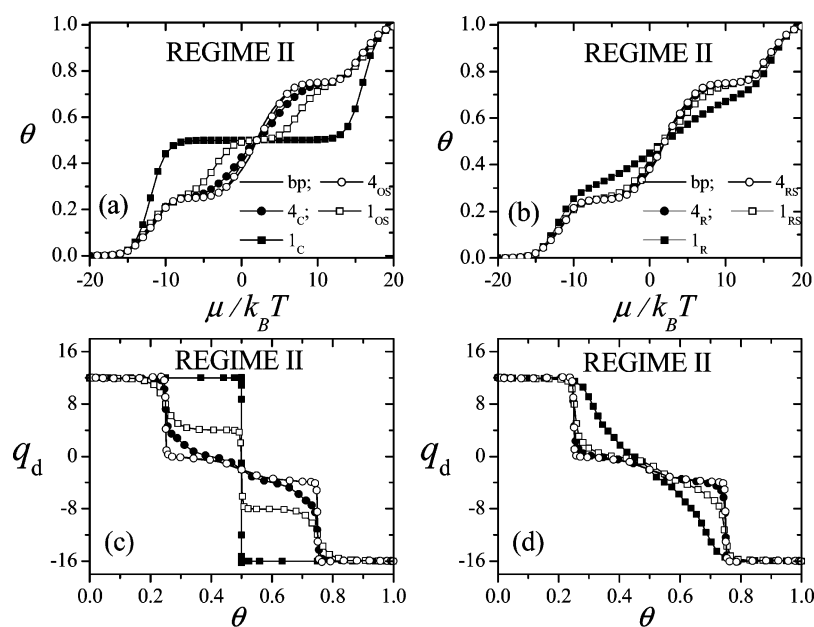 REGIME II
θ
1.0
0.8
0.6
0.4
0.2
0.0
(a)
bp; 4OS
4C; 1OS
1C
-20 -10 0 10 20
μ/kBT
REGIME II
θ
1.0
0.8
0.6
0.4
0.2
0.0
(b)
bp; 4RS
4R; 1RS
1R
-20 -10 0 10 20
μ/kBT
REGIME II
qd
16
8
0
-8
-16
(c)
0.0 0.2 0.4 0.6 0.8 1.0
θ
REGIME II
qd
16
8
0
-8
-16
(d)
0.0 0.2 0.4 0.6 0.8 1.0
θ